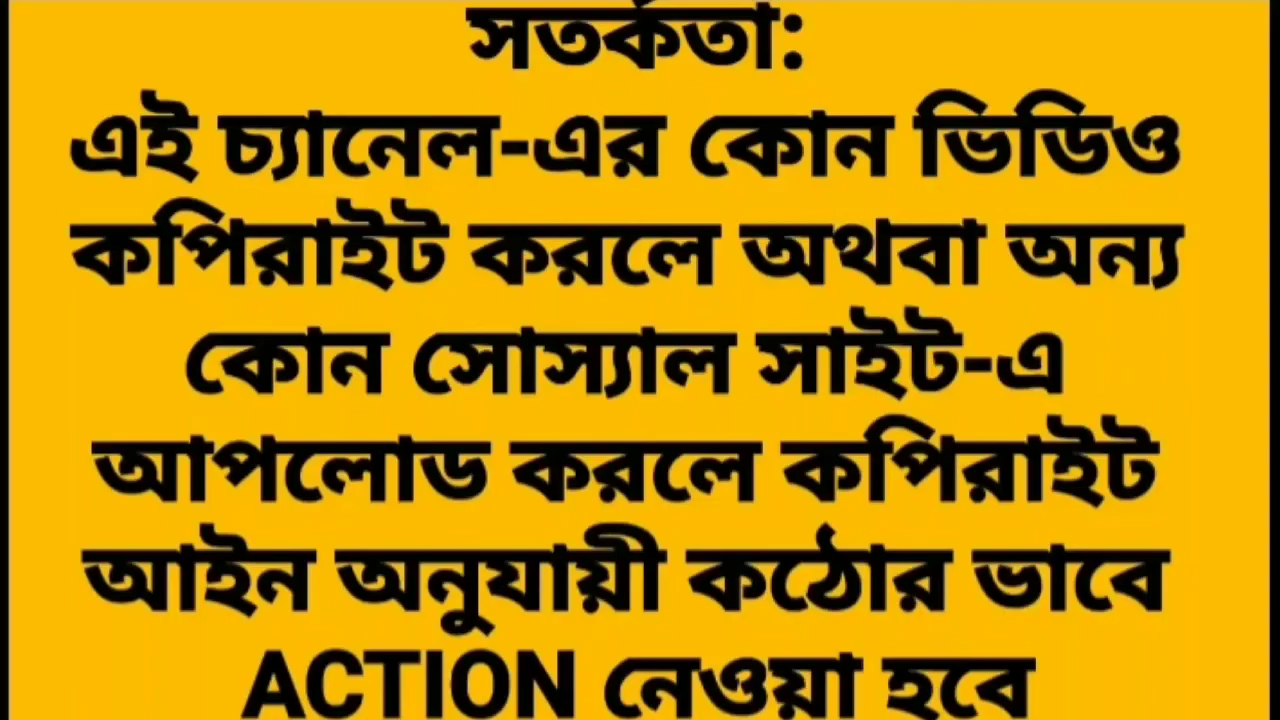 সতর্কতা:
এই চ্যানেল-এর কোন ভিডিও
কপিরাইট করলে অথবা অন্য
কোন সোস্যাল সাইট-এ
আপলোড করলে কপিরাইট
আইন অনুযায়ী কঠোর ভাবে
ACTION নেওয়া হবে